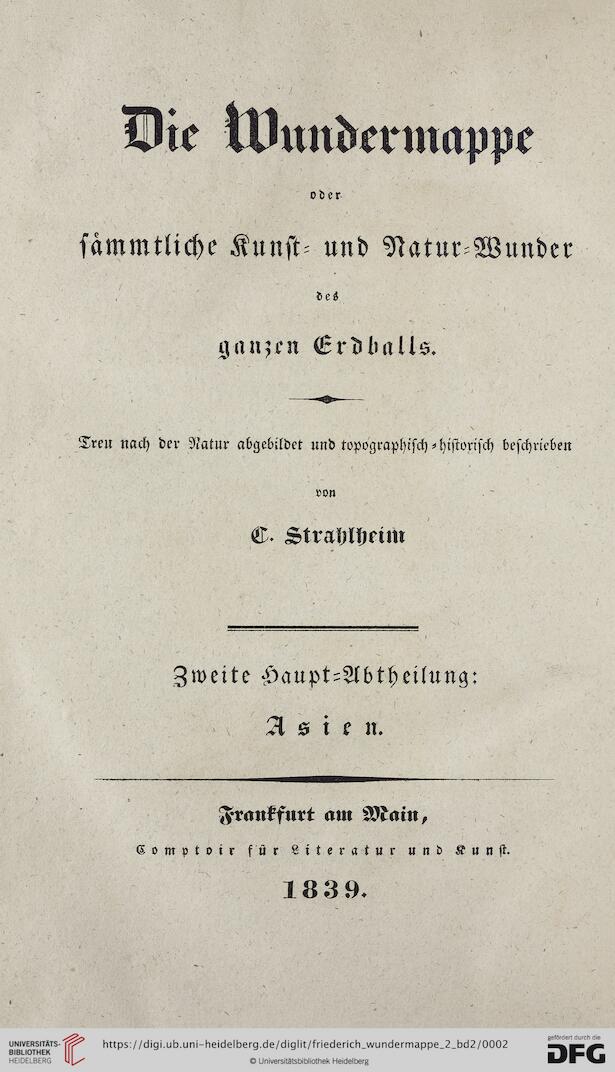 Die Wundermappe
oder
sämmtliche Kunst- und Natur-Wunder
des
ganzen Erdballs.
Treu nach der Natur abgebildet und topographisch-historisch beschrieben
von
C. Strahlheim
Zweite Haupt-Abtheilung:
Asien.
Frankfurt am Main,
Comptoir für Literatur und Kunst.
1839.
UNIVERSITÄTS-
BIBLIOTHEK
HEIDELBERG
https://digi.ub.uni-heidelberg.de/diglit/friederich_wundermappe_2_bd2/0002
© Universitätsbibliothek Heidelberg
gefördert durch die
DFG